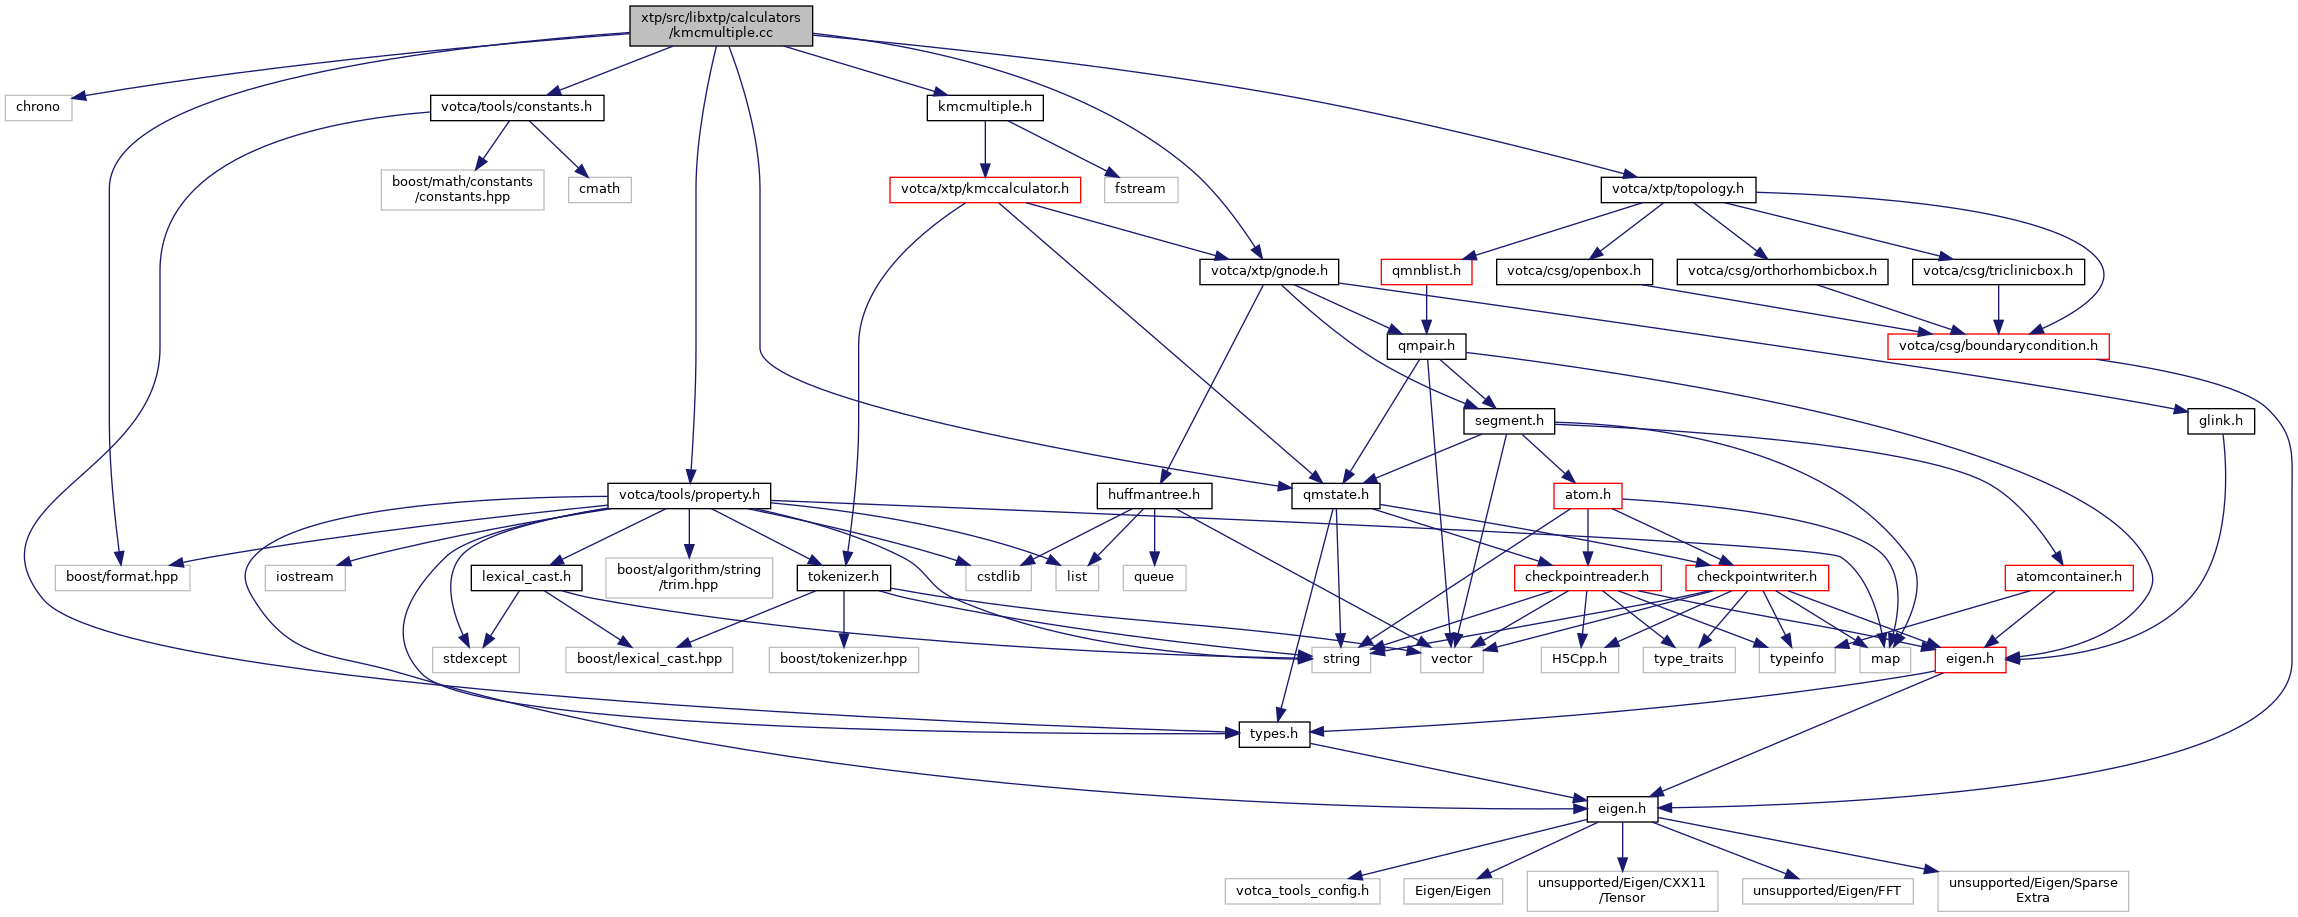 xtp/src/libxtp/calculators
/kmcmultiple.cc
chrono
votca/tools/constants.h
kmcmultiple.h
boost/math/constants
/constants.hpp
cmath
votca/xtp/kmccalculator.h
fstream
votca/xtp/topology.h
votca/xtp/gnode.h
qmnblist.h
votca/csg/openbox.h
votca/csg/orthorhombicbox.h
votca/csg/triclinicbox.h
qmpair.h
votca/csg/boundarycondition.h
segment.h
glink.h
votca/tools/property.h
huffmantree.h
qmstate.h
atom.h
boost/format.hpp
iostream
lexical_cast.h
boost/algorithm/string
/trim.hpp
tokenizer.h
cstdlib
list
queue
checkpointreader.h
checkpointwriter.h
atomcontainer.h
stdexcept
boost/lexical_cast.hpp
boost/tokenizer.hpp
string
vector
H5Cpp.h
type_traits
typeinfo
map
eigen.h
types.h
eigen.h
votca_tools_config.h
Eigen/Eigen
unsupported/Eigen/CXX11
/Tensor
unsupported/Eigen/FFT
unsupported/Eigen/Sparse
Extra